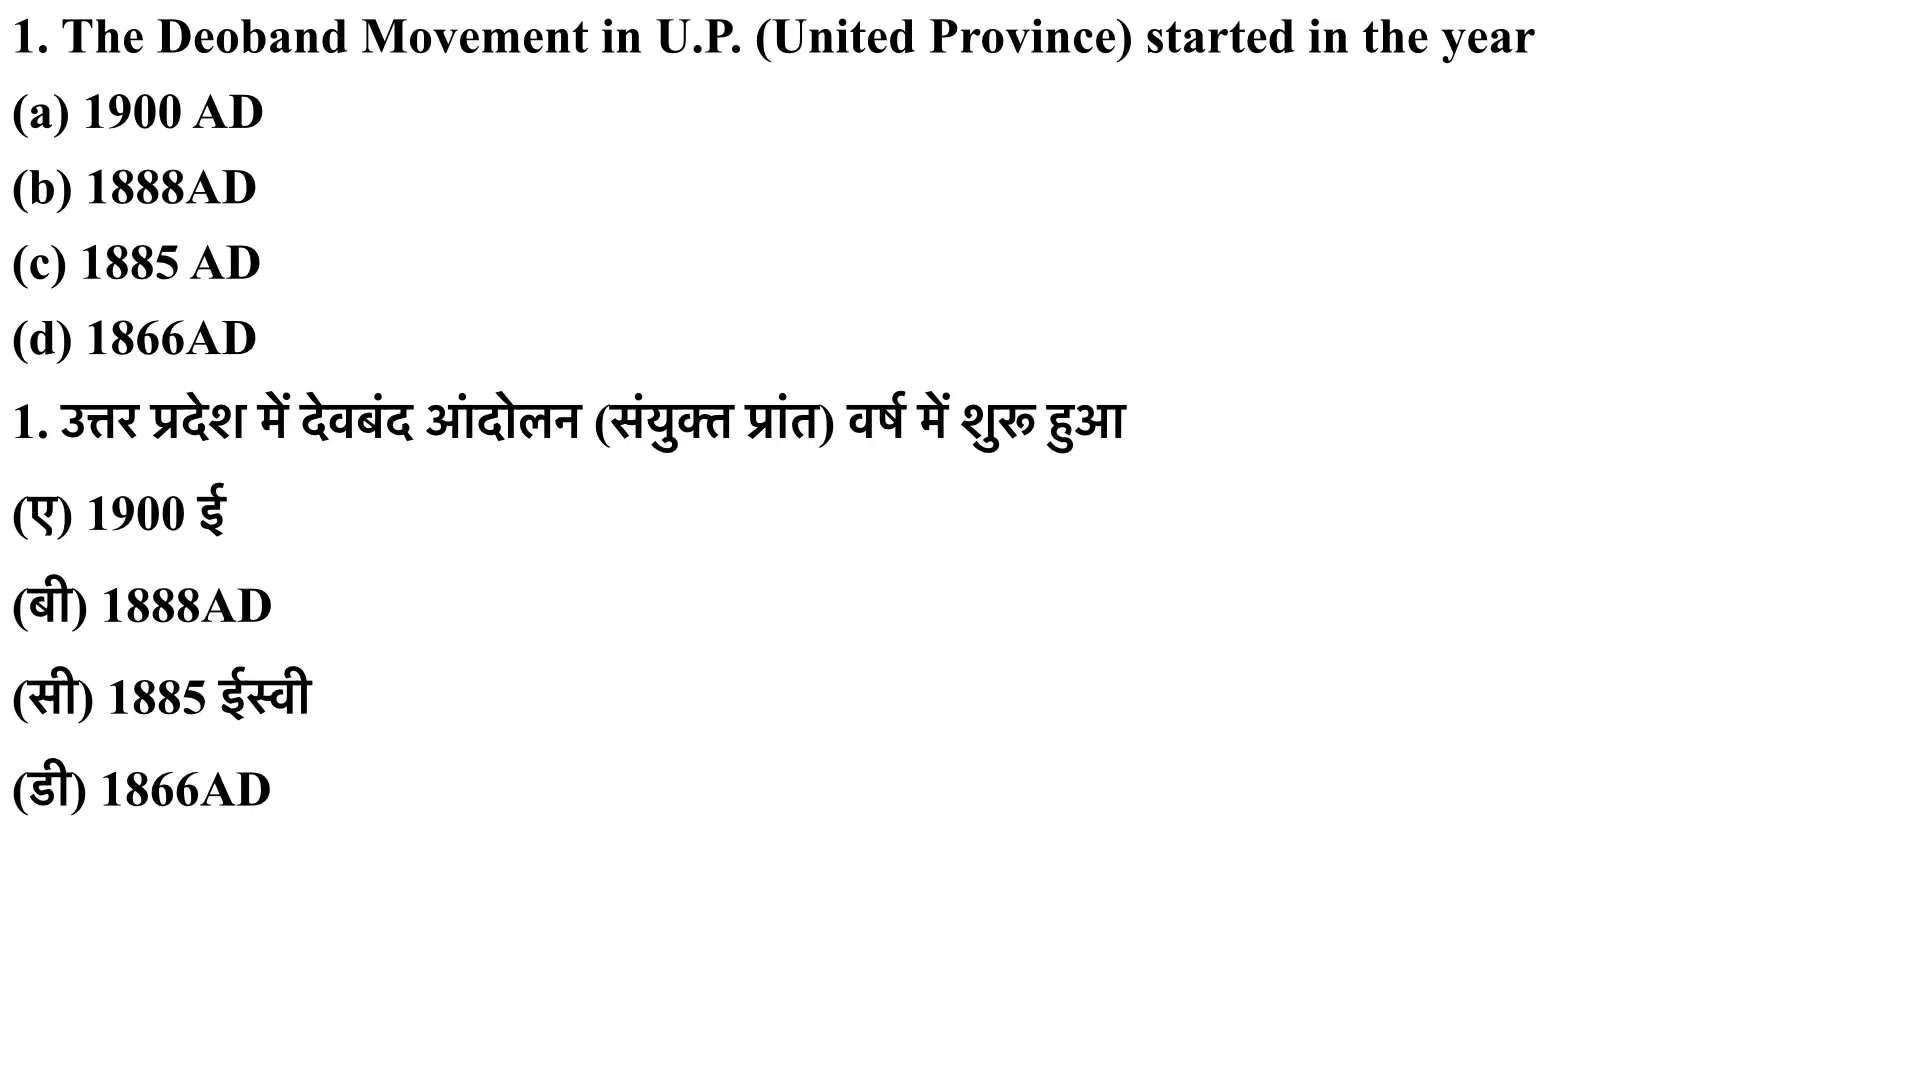 1. The Deoband Movement in U.P. (United Province) started in the year
(a) 1900 AD
(b) 1888AD
(c) 1885 AD
(d) 1866AD
1. उत्तर प्रदेश में देवबंद आंदोलन (संयुक्त प्रांत) वर्ष में शुरू हुआ
(ए) 1900 ई
(बी) 1888AD
(सी) 1885 ईस्वी
(डी) 1866AD